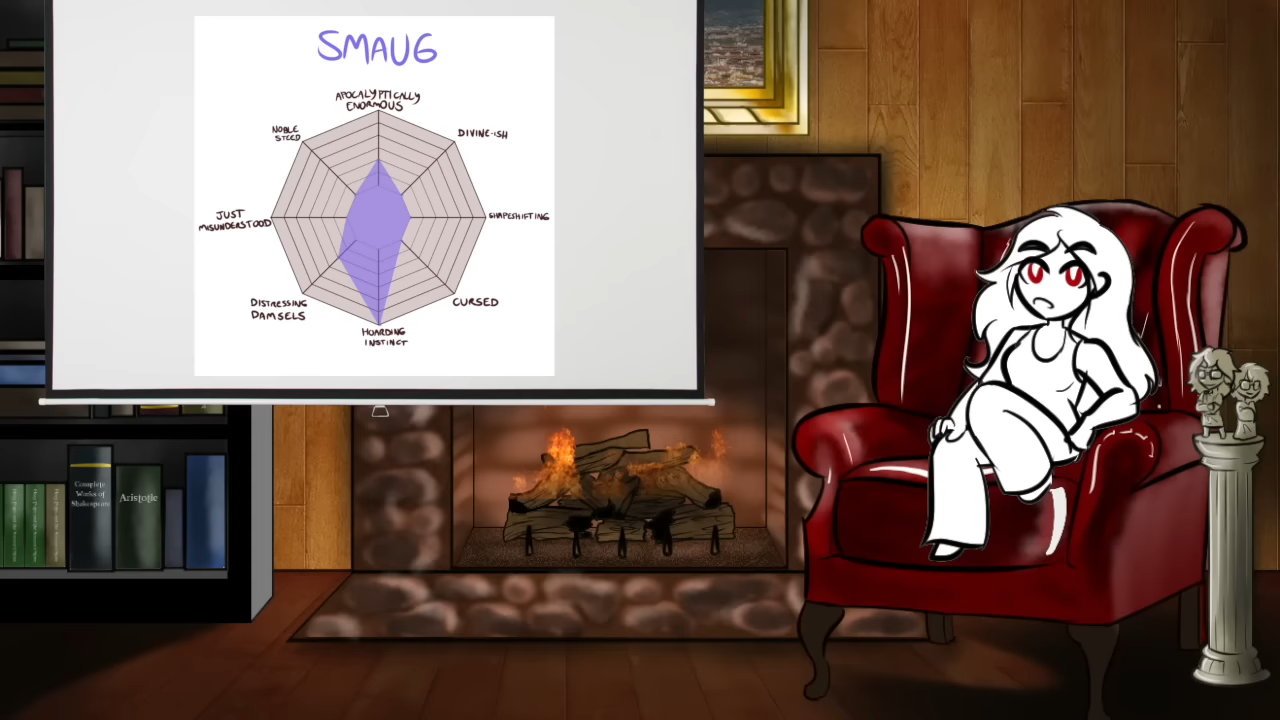 SMAUG
APOCALYPTICALLY
ENORMOUS
NOBLE
STEED
DIVINE-ISH
JUST
MISUNDERSTOOD
SHAPESHIFTING
DISTRESSING
DAMSELS
CURSED
HOARDING
INSTINCT
Complete
Works of
Shakespeare
Aristotle